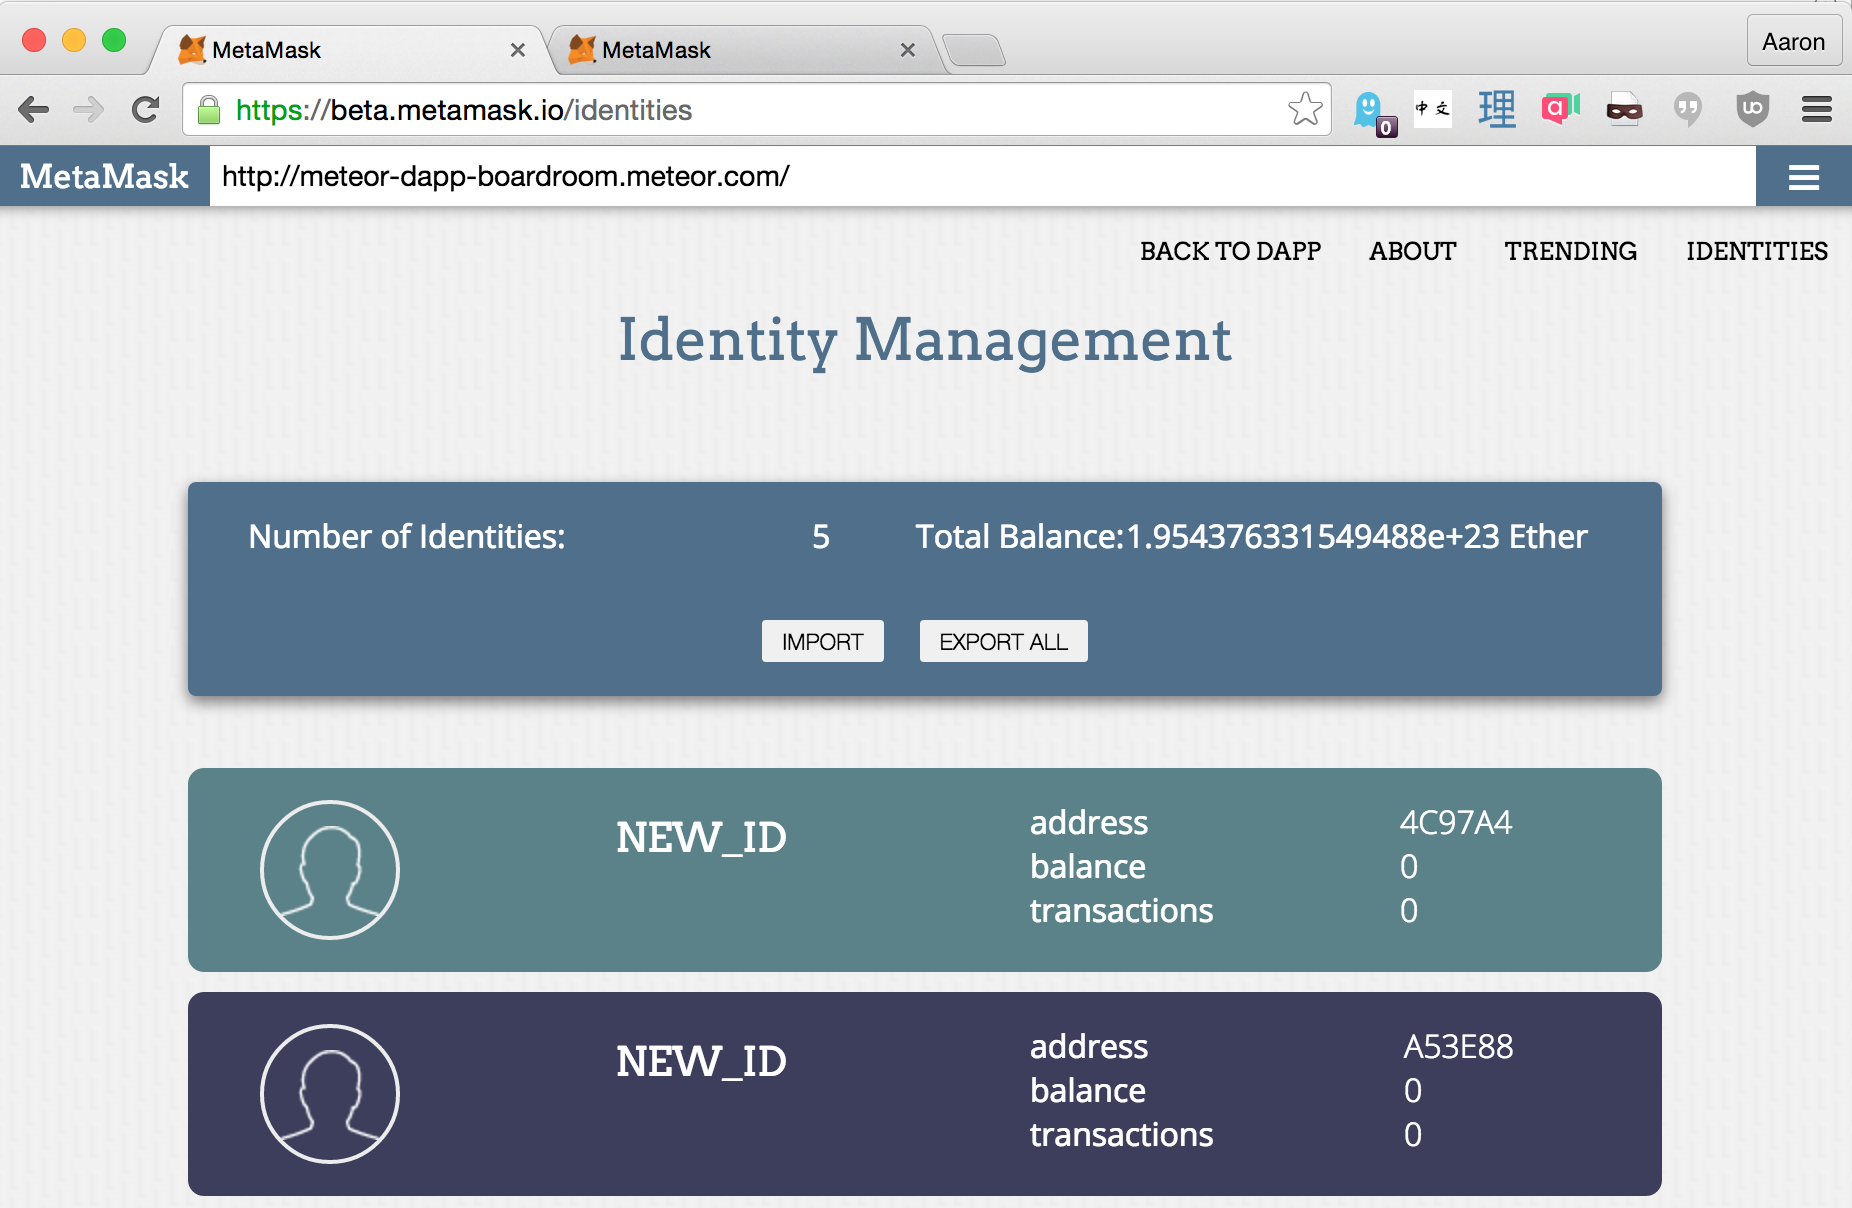 MetaMask
MetaMask
Aaron
https://beta.metamask.io/identities
0
中文
理
a
uo
MetaMask
http://meteor-dapp-boardroom.meteor.com/
BACK TO DAPP ABOUT TRENDING IDENTITIES
Identity Management
Number of Identities: 5 Total Balance:1.954376331549488e+23 Ether
IMPORT EXPORT ALL
NEW_ID
address 4C97A4
balance 0
transactions 0
NEW_ID
address A53E88
balance 0
transactions 0